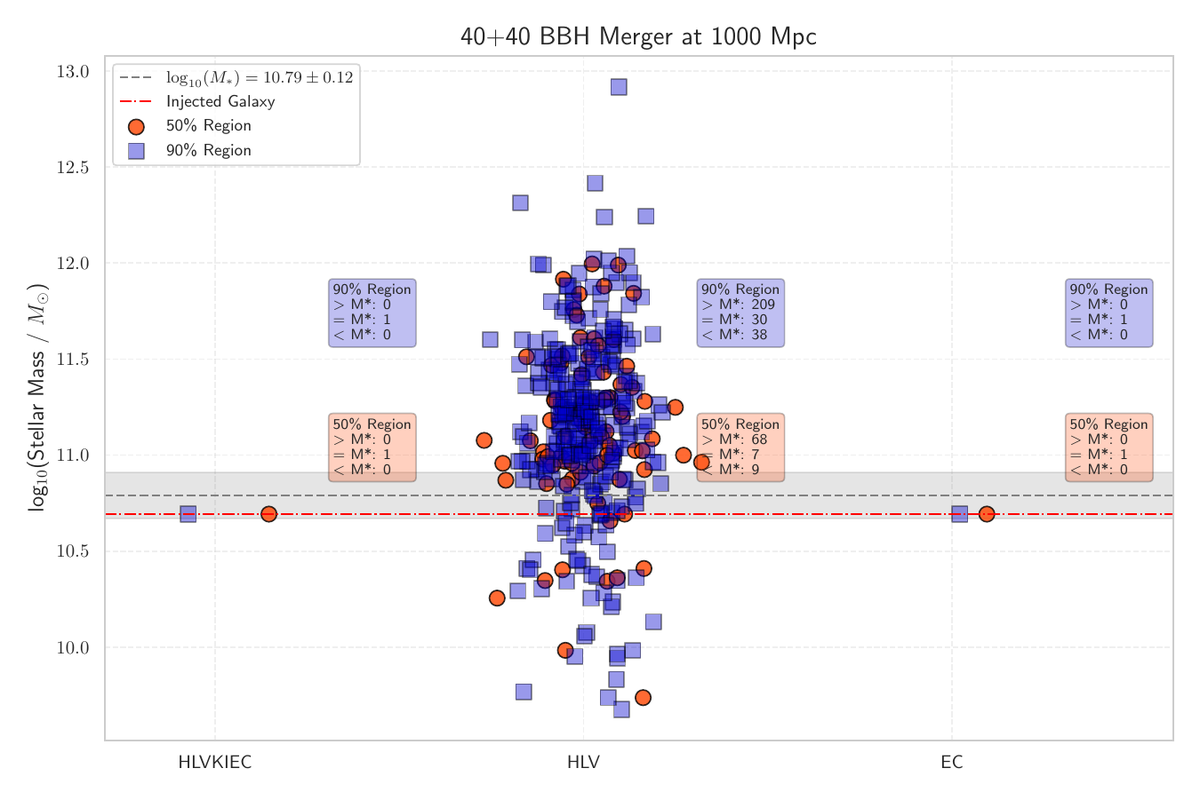 40+40 BBH Merger at 1000 Mpc
log₁₀(Stellar Mass / M⊙)
13.0
12.5
12.0
11.5
11.0
10.5
10.0
log₁₀(M*) = 10.79 ± 0.12
Injected Galaxy
50% Region
90% Region
90% Region
> M*: 0
= M*: 1
< M*: 0
90% Region
> M*: 209
= M*: 30
< M*: 38
90% Region
> M*: 0
= M*: 1
< M*: 0
50% Region
> M*: 0
= M*: 1
< M*: 0
50% Region
> M*: 68
= M*: 7
< M*: 9
50% Region
> M*: 0
= M*: 1
< M*: 0
HLVKIEC
HLV
EC